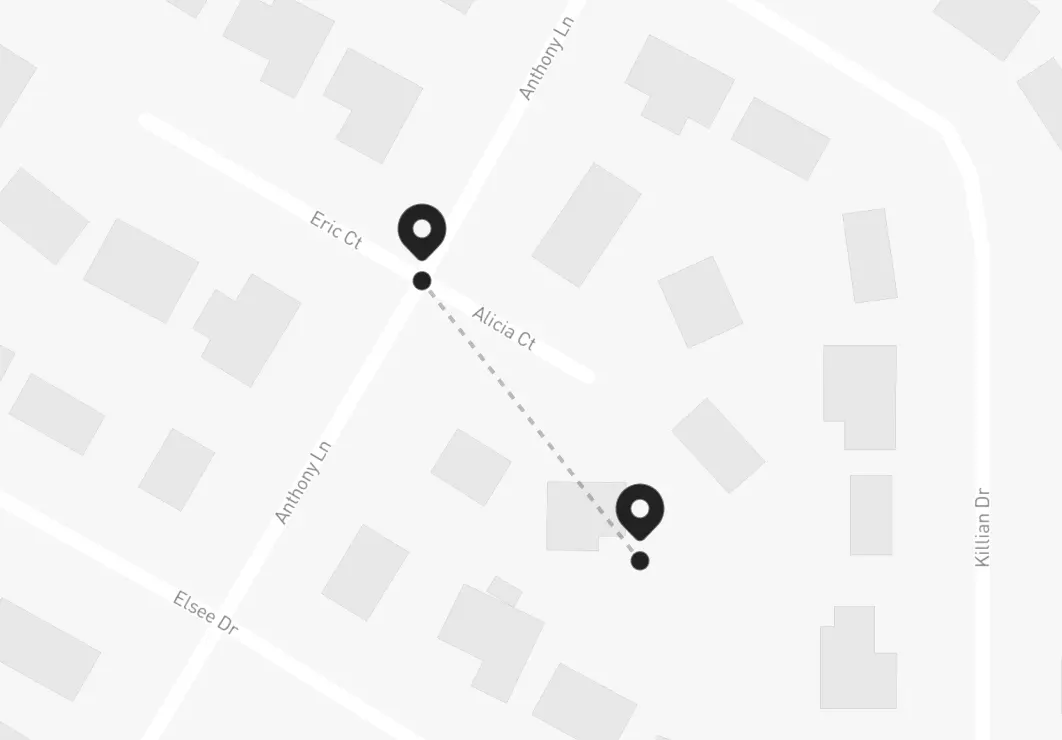 Anthony Ln
Eric Ct
Alicia Ct
Anthony Ln
Killian Dr
Elsee Dr